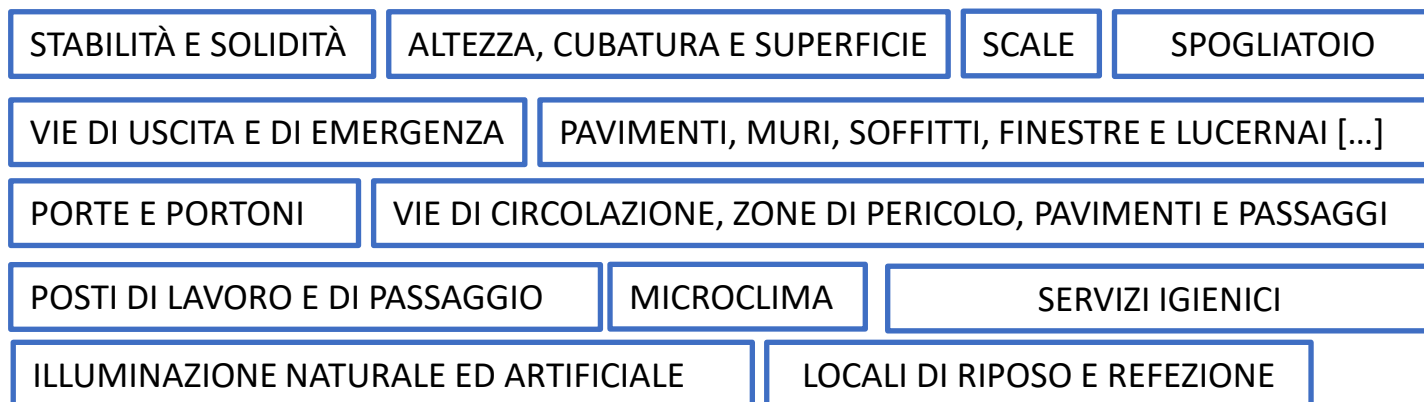 STABILITÀ E SOLIDITÀ
ALTEZZA, CUBATURA E SUPERFICIE
SCALE
SPOGLIATOIO
VIE DI USCITA E DI EMERGENZA
PAVIMENTI, MURI, SOFFITTI, FINESTRE E LUCERNAI [...]
PORTE E PORTONI
VIE DI CIRCOLAZIONE, ZONE DI PERICOLO, PAVIMENTI E PASSAGGI
POSTI DI LAVORO E DI PASSAGGIO
MICROCLIMA
SERVIZI IGIENICI
ILLUMINAZIONE NATURALE ED ARTIFICIALE
LOCALI DI RIPOSO E REFEZIONE